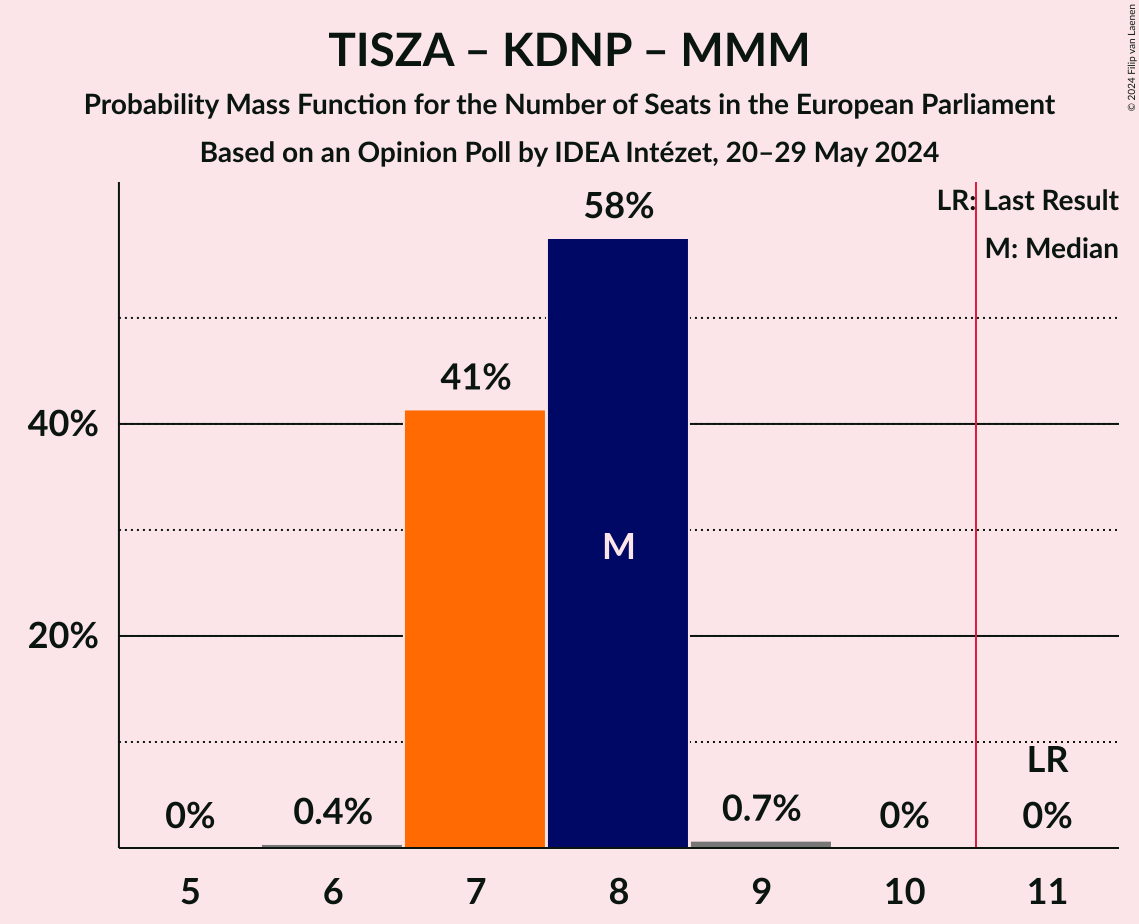 TISZA – KDNP – MMM
Probability Mass Function for the Number of Seats in the European Parliament
Based on an Opinion Poll by IDEA Intézet, 20–29 May 2024
© 2024 Filip van Laenen
LR: Last Result
M: Median
58%
41%
40%
M
20%
LR
0%
0.4%
0.7%
0%
0%
5
6
7
8
9
10
11